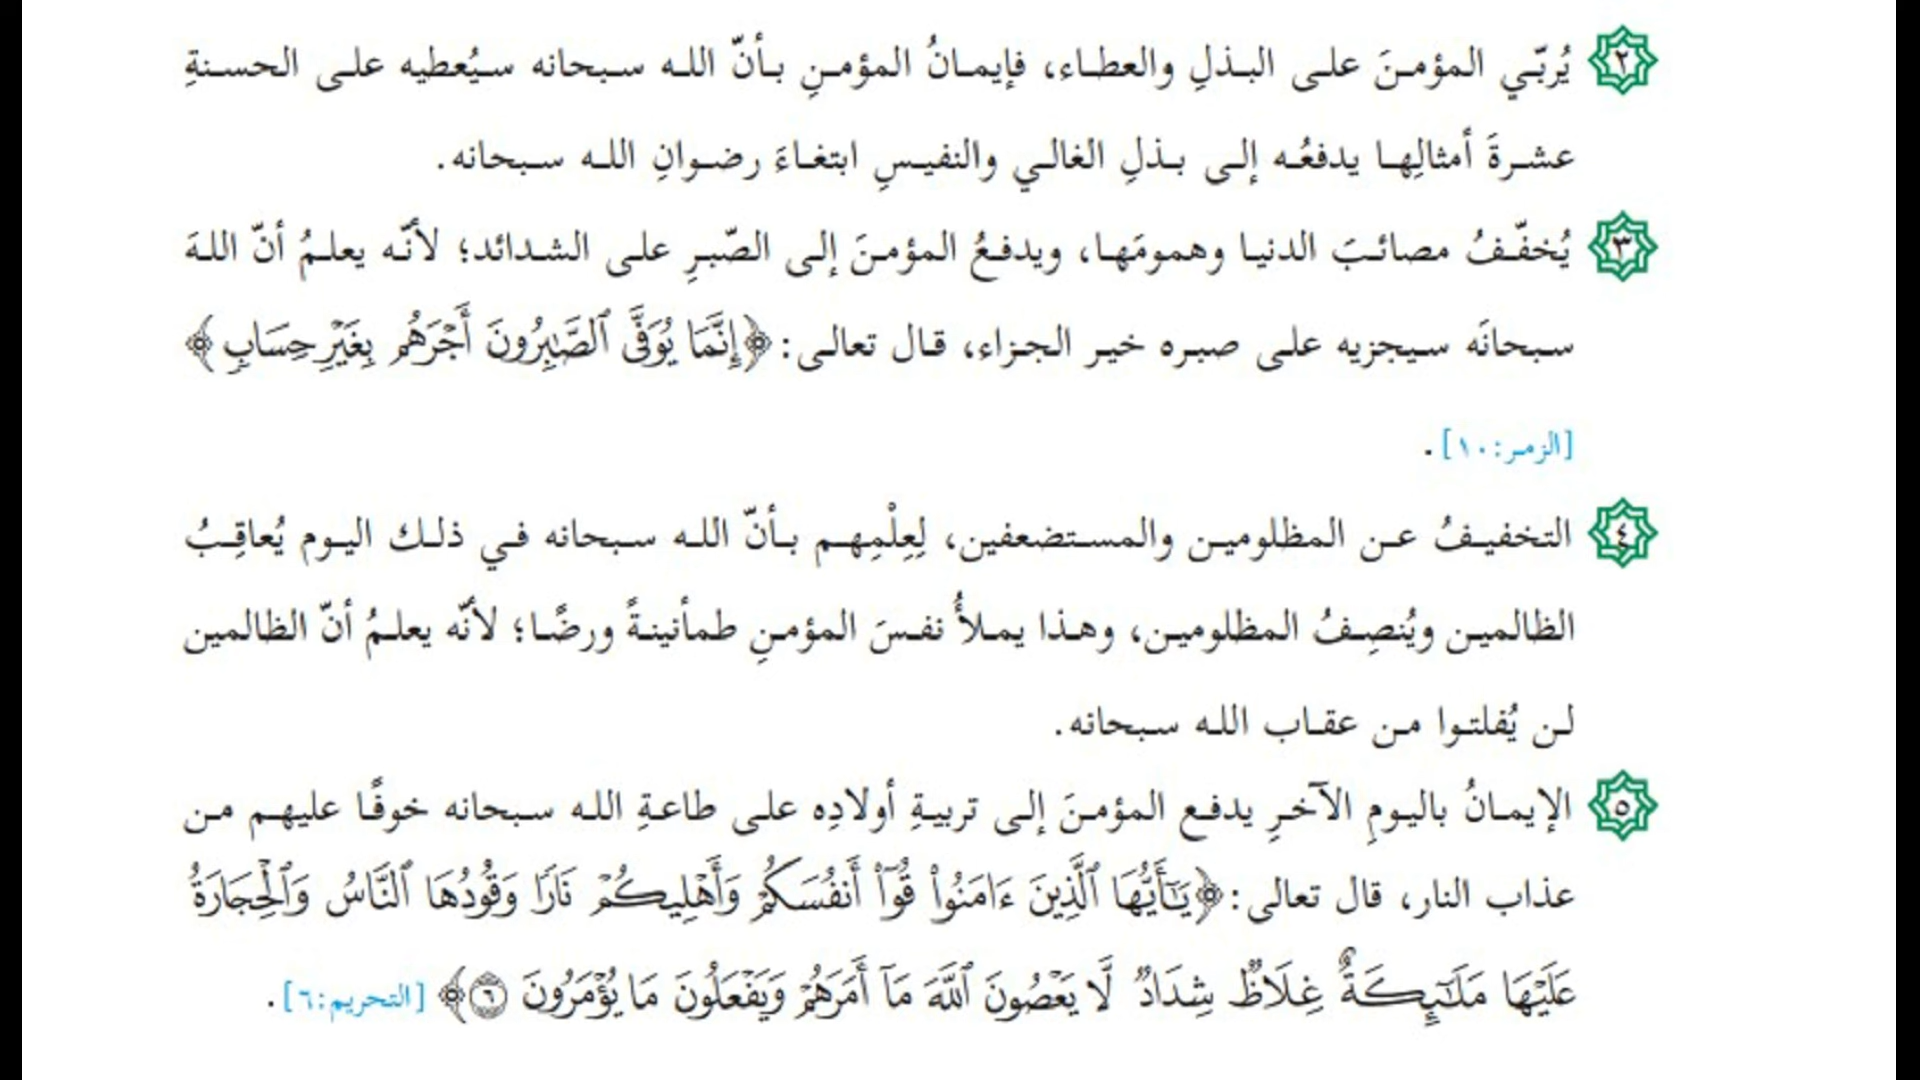 ٢ يُربّي المؤمنَ على البذلِ والعطاء، فإيمانُ المؤمنِ بأنّ الله سبحانه سيُعطيه على الحسنةِ
عشرةَ أمثالِها يدفعُه إلى بذلِ الغالي والنفيسِ ابتغاءَ رضوانِ الله سبحانه.
٣ يُخفّفُ مصائبَ الدنيا وهمومَها، ويدفعُ المؤمنَ إلى الصّبرِ على الشدائد؛ لأنّه يعلمُ أنّ اللهَ
سبحانَه سيجزيه على صبره خير الجزاء، قال تعالى: ﴿إِنَّمَا يُوَفَّى ٱلصَّٰبِرُونَ أَجۡرَهُم بِغَيۡرِ حِسَابٖ﴾
[الزمر:١٠].
٤ التخفيفُ عن المظلومين والمستضعفين، لِعِلْمِهم بأنّ الله سبحانه في ذلك اليوم يُعاقِبُ
الظالمين ويُنصِفُ المظلومين، وهذا يملأُ نفسَ المؤمنِ طمأنينةً ورضًا؛ لأنّه يعلمُ أنّ الظالمين
لن يُفلتوا من عقاب الله سبحانه.
٥ الإيمانُ باليومِ الآخرِ يدفع المؤمنَ إلى تربيةِ أولادِه على طاعةِ الله سبحانه خوفًا عليهم من
عذاب النار، قال تعالى: ﴿يَٰٓأَيُّهَا ٱلَّذِينَ ءَامَنُواْ قُوٓاْ أَنفُسَكُمۡ وَأَهۡلِيكُمۡ نَارٗا وَقُودُهَا ٱلنَّاسُ وَٱلۡحِجَارَةُ
عَلَيۡهَا مَلَٰٓئِكَةٌ غِلَاظٞ شِدَادٞ لَّا يَعۡصُونَ ٱللَّهَ مَآ أَمَرَهُمۡ وَيَفۡعَلُونَ مَا يُؤۡمَرُونَ ٦﴾ [التحريم:٦].